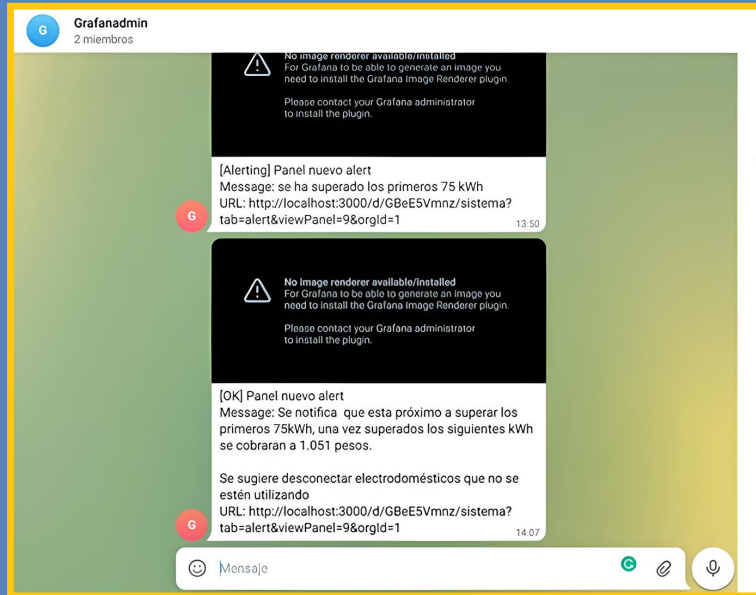 G
Grafanadmin
2 miembros
No image renderer available/installed
For Grafana to be able to generate an image you
need to install the Grafana Image Renderer plugin.
Please contact your Grafana administrator
to install the plugin.
[Alerting] Panel nuevo alert
Message: se ha superado los primeros 75 kWh
URL: http://localhost:3000/d/GBeE5Vmnz/sistema?
tab=alert&viewPanel=9&orgId=1
13:50
G
No image renderer available/installed
For Grafana to be able to generate an image you
need to install the Grafana Image Renderer plugin.
Please contact your Grafana administrator
to install the plugin.
[OK] Panel nuevo alert
Message: Se notifica que esta próximo a superar los
primeros 75kWh, una vez superados los siguientes kWh
se cobraran a 1.051 pesos.
Se sugiere desconectar electrodomésticos que no se
estén utilizando
URL: http://localhost:3000/d/GBeE5Vmnz/sistema?
tab=alert&viewPanel=9&orgId=1
14:07
G
Mensaje